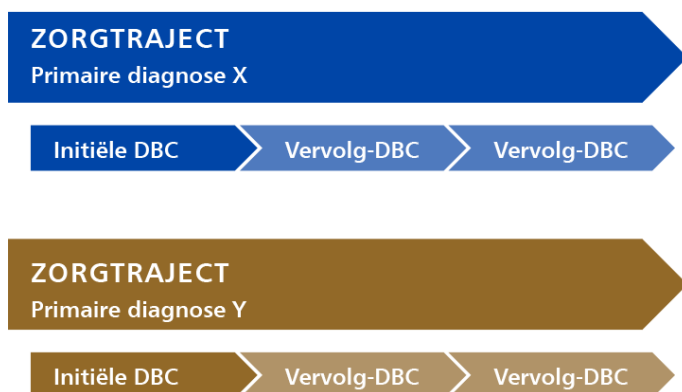 ZORGTRAJECT
Primaire diagnose X
Initiële DBC Vervolg-DBC Vervolg-DBC
ZORGTRAJECT
Primaire diagnose Y
Initiële DBC Vervolg-DBC Vervolg-DBC